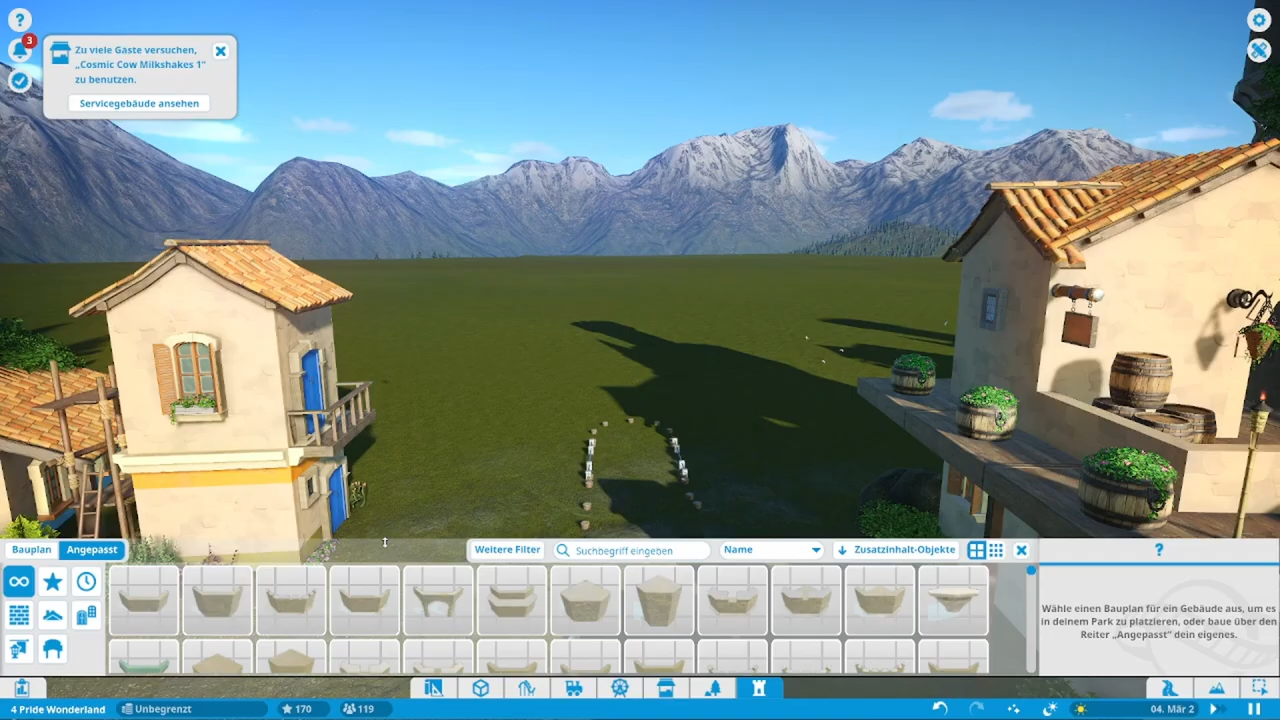 ?
3
Zu viele Gäste versuchen,
„Cosmic Cow Milkshakes 1"
zu benutzen.
Servicegebäude ansehen
Bauplan
Angepasst
Weitere Filter
Suchbegriff eingeben
Name
Zusatzinhalt-Objekte
?
Wähle einen Bauplan für ein Gebäude aus, um es
in deinem Park zu platzieren, oder baue über den
Reiter „Angepasst" dein eigenes.
4 Pride Wonderland
Unbegrenzt
170
119
04. Mär 2